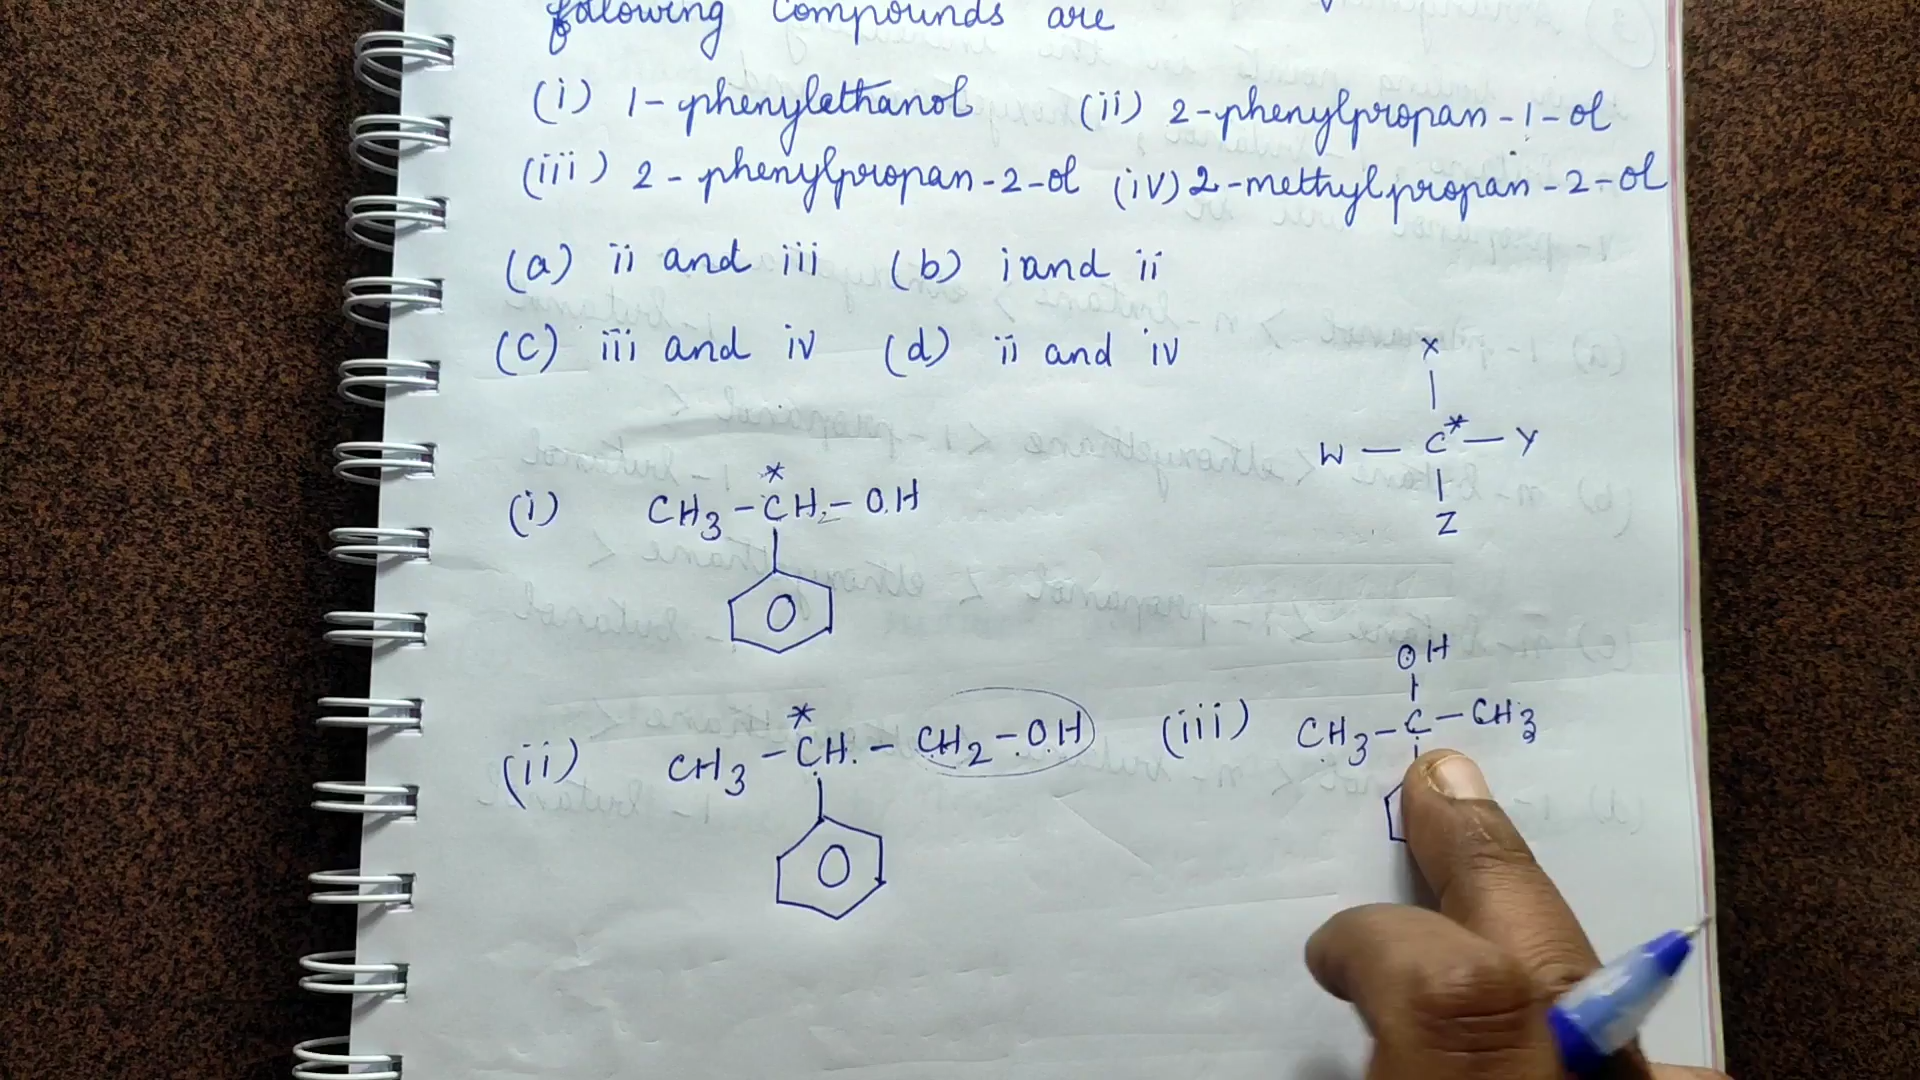 following compounds are
(i) 1-phenylethanol (ii) 2-phenylpropan-1-ol
(iii) 2-phenylpropan-2-ol (iv) 2-methylpropan-2-ol
(a) ii and iii (b) i and ii
(c) iii and iv (d) ii and iv
X
|
W — C* — Y
|
Z
*
(i) CH3 - CH2 - OH
OH
*
(ii) CH3 - CH - CH2 - OH (iii) CH3 - C - CH3